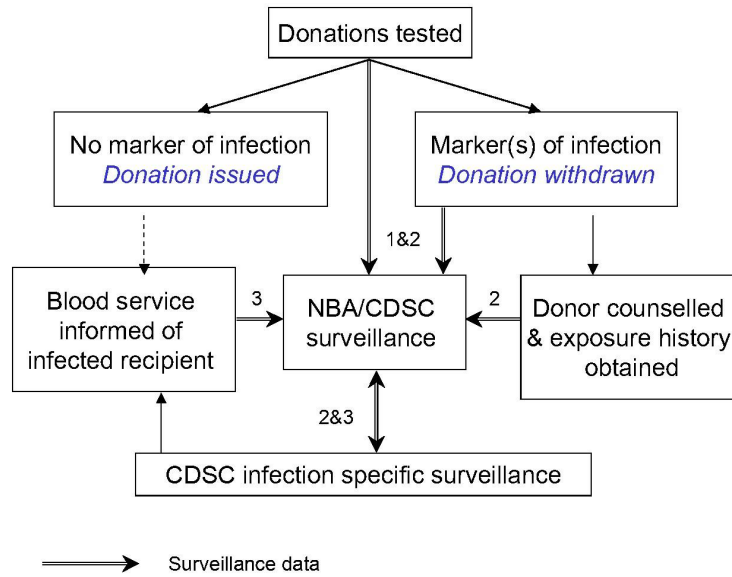 Donations tested
No marker of infection
Donation issued
Marker(s) of infection
Donation withdrawn
1&2
Blood service
informed of
infected recipient
3
NBA/CDSC
surveillance
2
Donor counselled
& exposure history
obtained
2&3
CDSC infection specific surveillance
Surveillance data